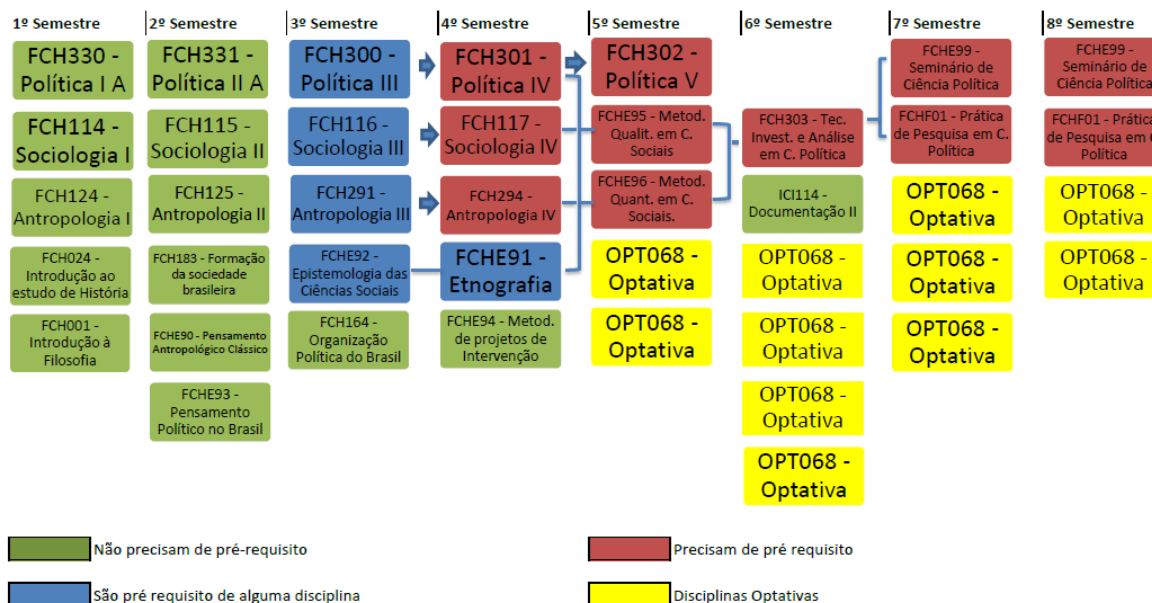 1º Semestre
2º Semestre
3º Semestre
4º Semestre
5º Semestre
6º Semestre
7º Semestre
8º Semestre
FCH330 -
Política I A
FCH114 -
Sociologia I
FCH124 -
Antropologia I
FCH024 -
Introdução ao
estudo de História
FCH001 -
Introdução à
Filosofia
FCH331 -
Política II A
FCH115 -
Sociologia II
FCH125 -
Antropologia II
FCH183 - Formação
da sociedade
brasileira
FCHE90 - Pensamento
Antropológico Clássico
FCHE93 -
Pensamento
Político no Brasil
FCH300 -
Política III
FCH116 -
Sociologia III
FCH291 -
Antropologia III
FCHE92 -
Epistemologia das
Ciências Sociais
FCH164 -
Organização
Política do Brasil
FCH301 -
Política IV
FCH117 -
Sociologia IV
FCH294 -
Antropologia IV
FCHE91 -
Etnografia
FCHE94 - Metod.
de projetos de
Intervenção
FCH302 -
Política V
FCHE95 - Metod.
Qualit. em C.
Sociais
FCHE96 - Metod.
Quant. em C.
Sociais.
OPT068 -
Optativa
OPT068 -
Optativa
FCH303 - Tec.
Invest. e Análise
em C. Política
ICI114 -
Documentação II
OPT068 -
Optativa
OPT068 -
Optativa
OPT068 -
Optativa
OPT068 -
Optativa
FCHE99 -
Seminário de
Ciência Política
FCHF01 - Prática
de Pesquisa em C.
Política
OPT068 -
Optativa
OPT068 -
Optativa
OPT068 -
Optativa
FCHE99 -
Seminário de
Ciência Política
FCHF01 - Prática
de Pesquisa em C
Política
OPT068 -
Optativa
OPT068 -
Optativa
Não precisam de pré-requisito
Precisam de pré requisito
São pré requisito de alguma disciplina
Disciplinas Optativas